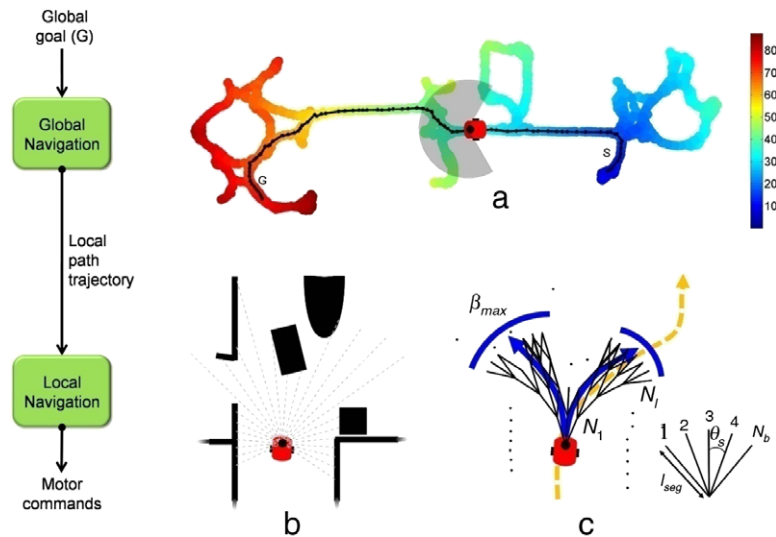 Global
goal (G)
Global
Navigation
Local
path
trajectory
Local
Navigation
Motor
commands
G
S
80
70
60
50
40
30
20
10
a
b
β_max
N_1
N_l
1
2
3
4
θ_s
N_b
l_seg
c